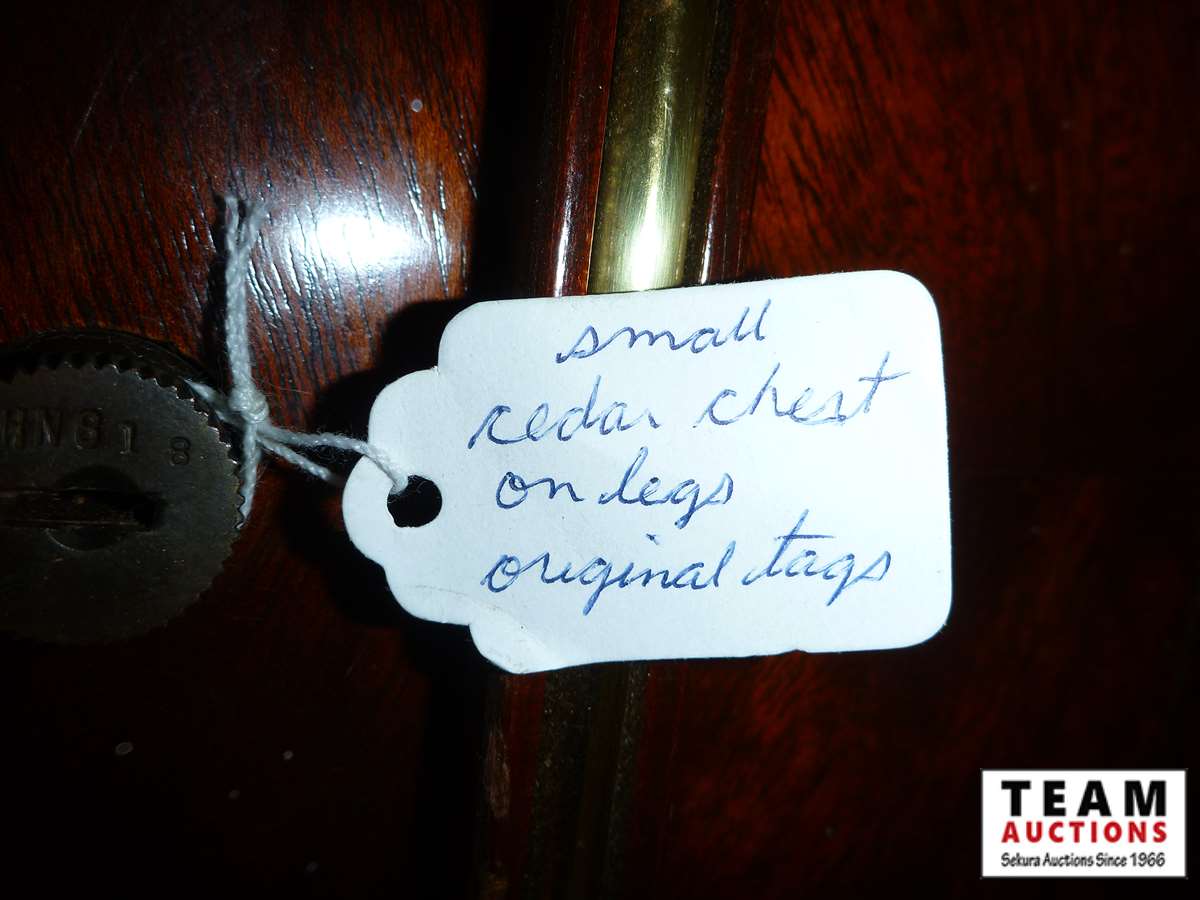 small
cedar chest
on legs
original tags
TEAM
AUCTIONS
Sekura Auctions Since 1966